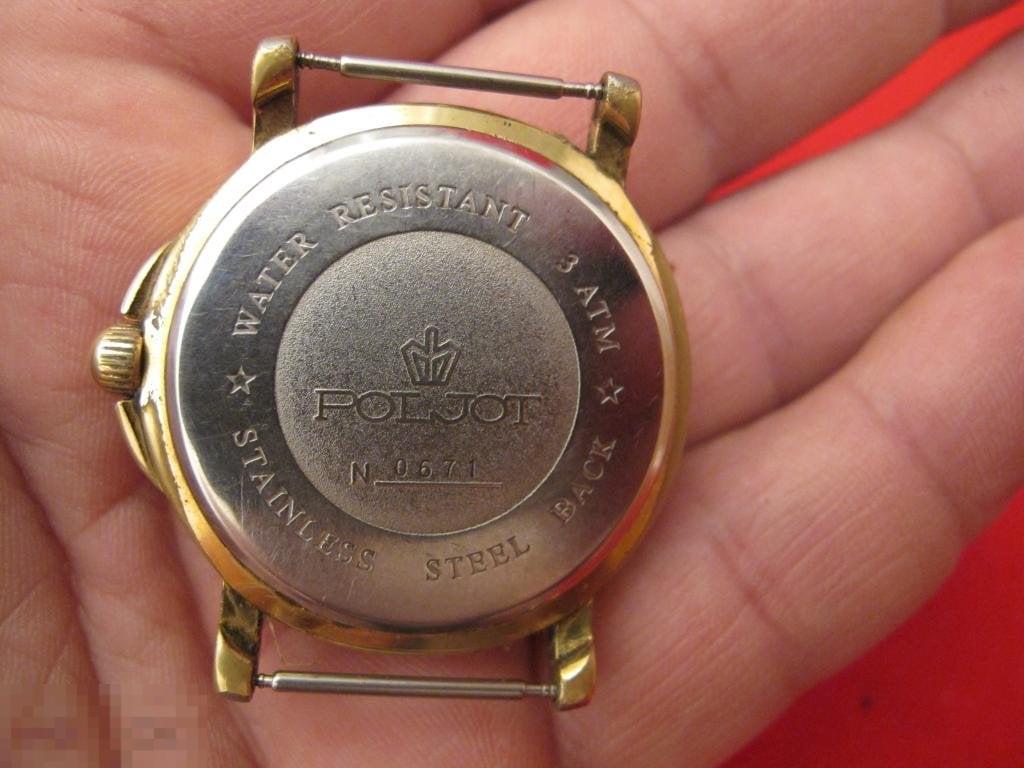 WATER RESISTANT 3 ATM
POLJOT
N 0671
STAINLESS STEEL BACK